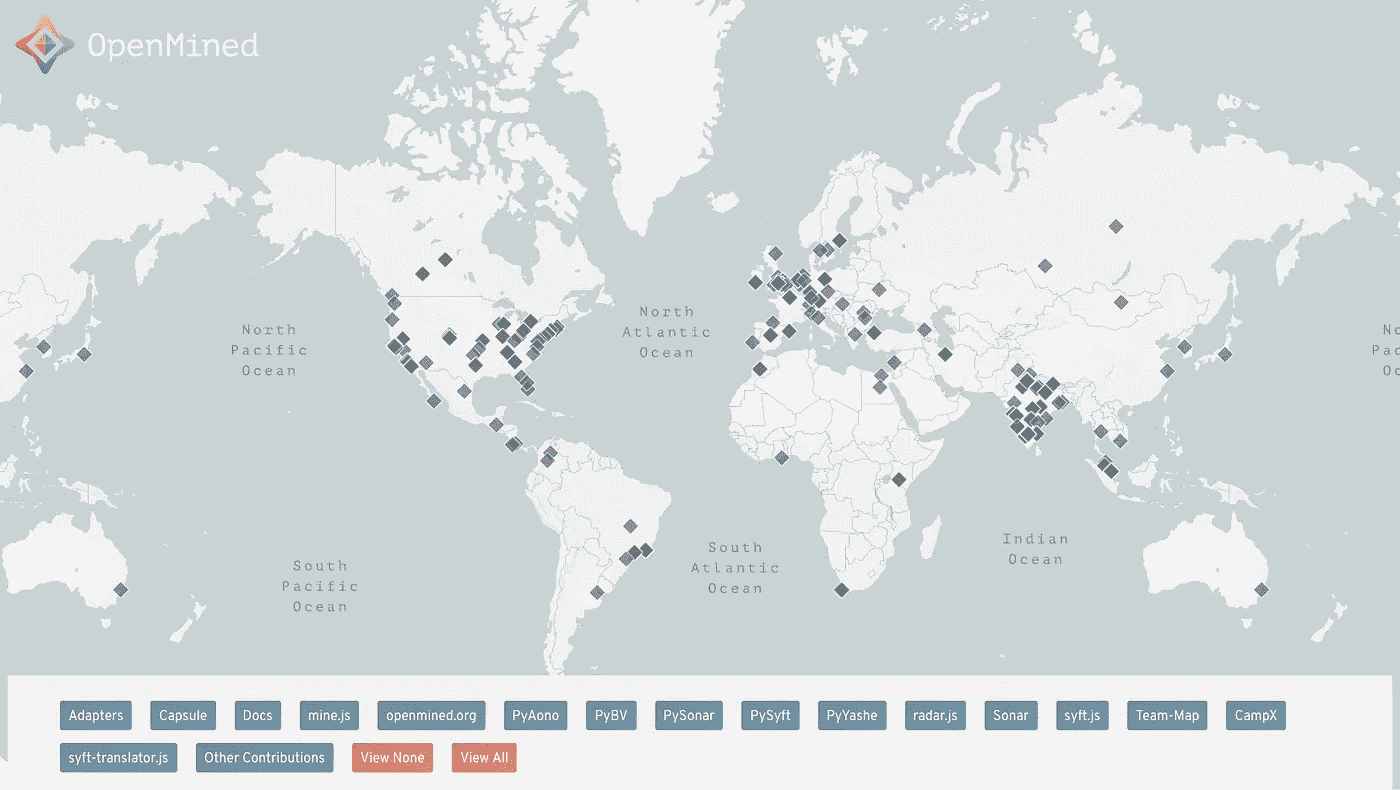 OpenMined
North
Pacific
Ocean
North
Atlantic
Ocean
No
Pac
Oc
South
Pacific
Ocean
South
Atlantic
Ocean
Indian
Ocean
Adapters Capsule Docs mine.js openmined.org PyAono PyBV PySonar PySyft PyYashe radar.js Sonar syft.js Team-Map CampX
syft-translator.js Other Contributions View None View All